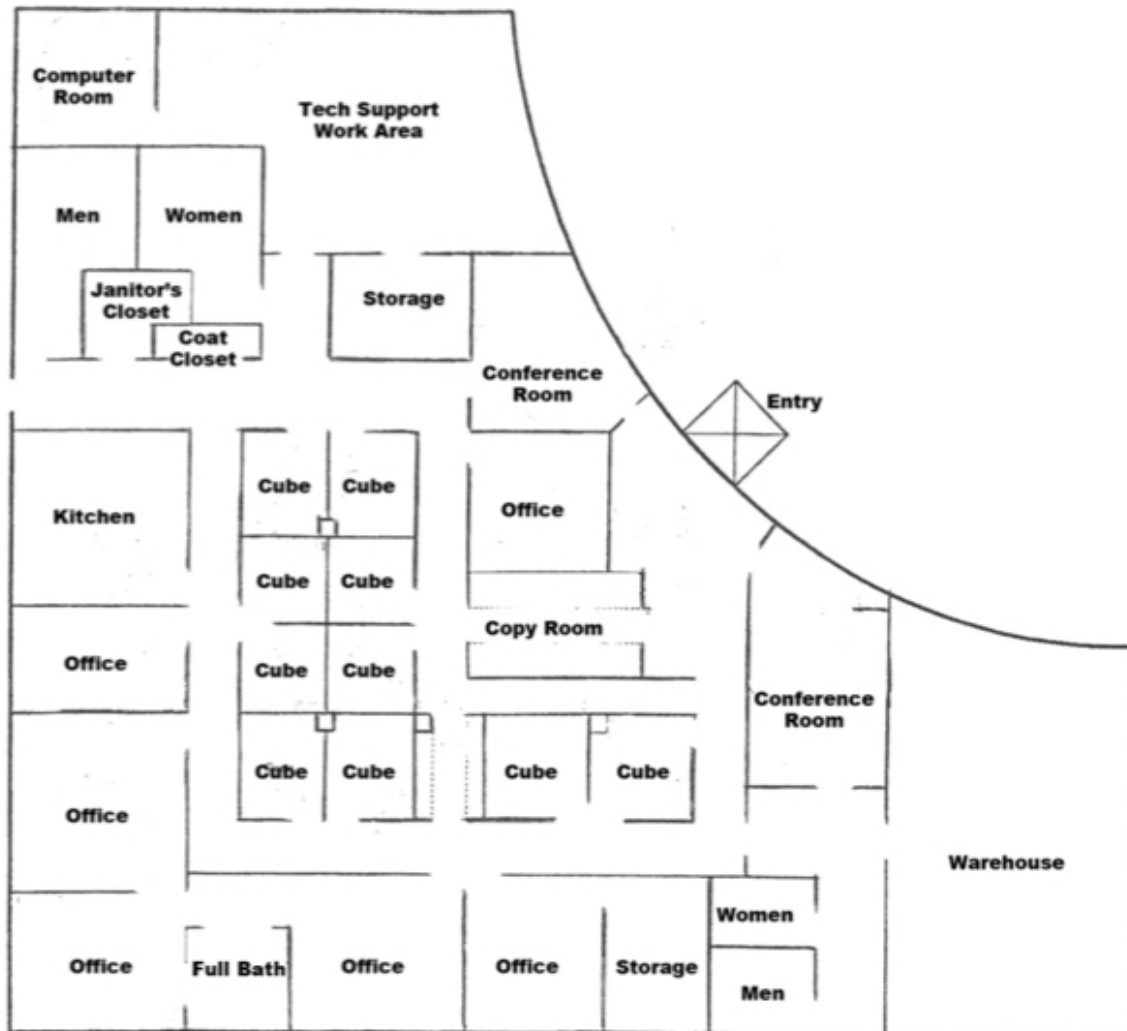 Computer
Room
Tech Support
Work Area
Men
Women
Janitor's
Closet
Storage
Coat
Closet
Conference
Room
Entry
Cube
Cube
Kitchen
Office
Cube
Cube
Copy Room
Office
Cube
Cube
Conference
Room
Cube
Cube
Cube
Cube
Office
Warehouse
Women
Office
Full Bath
Office
Office
Storage
Men